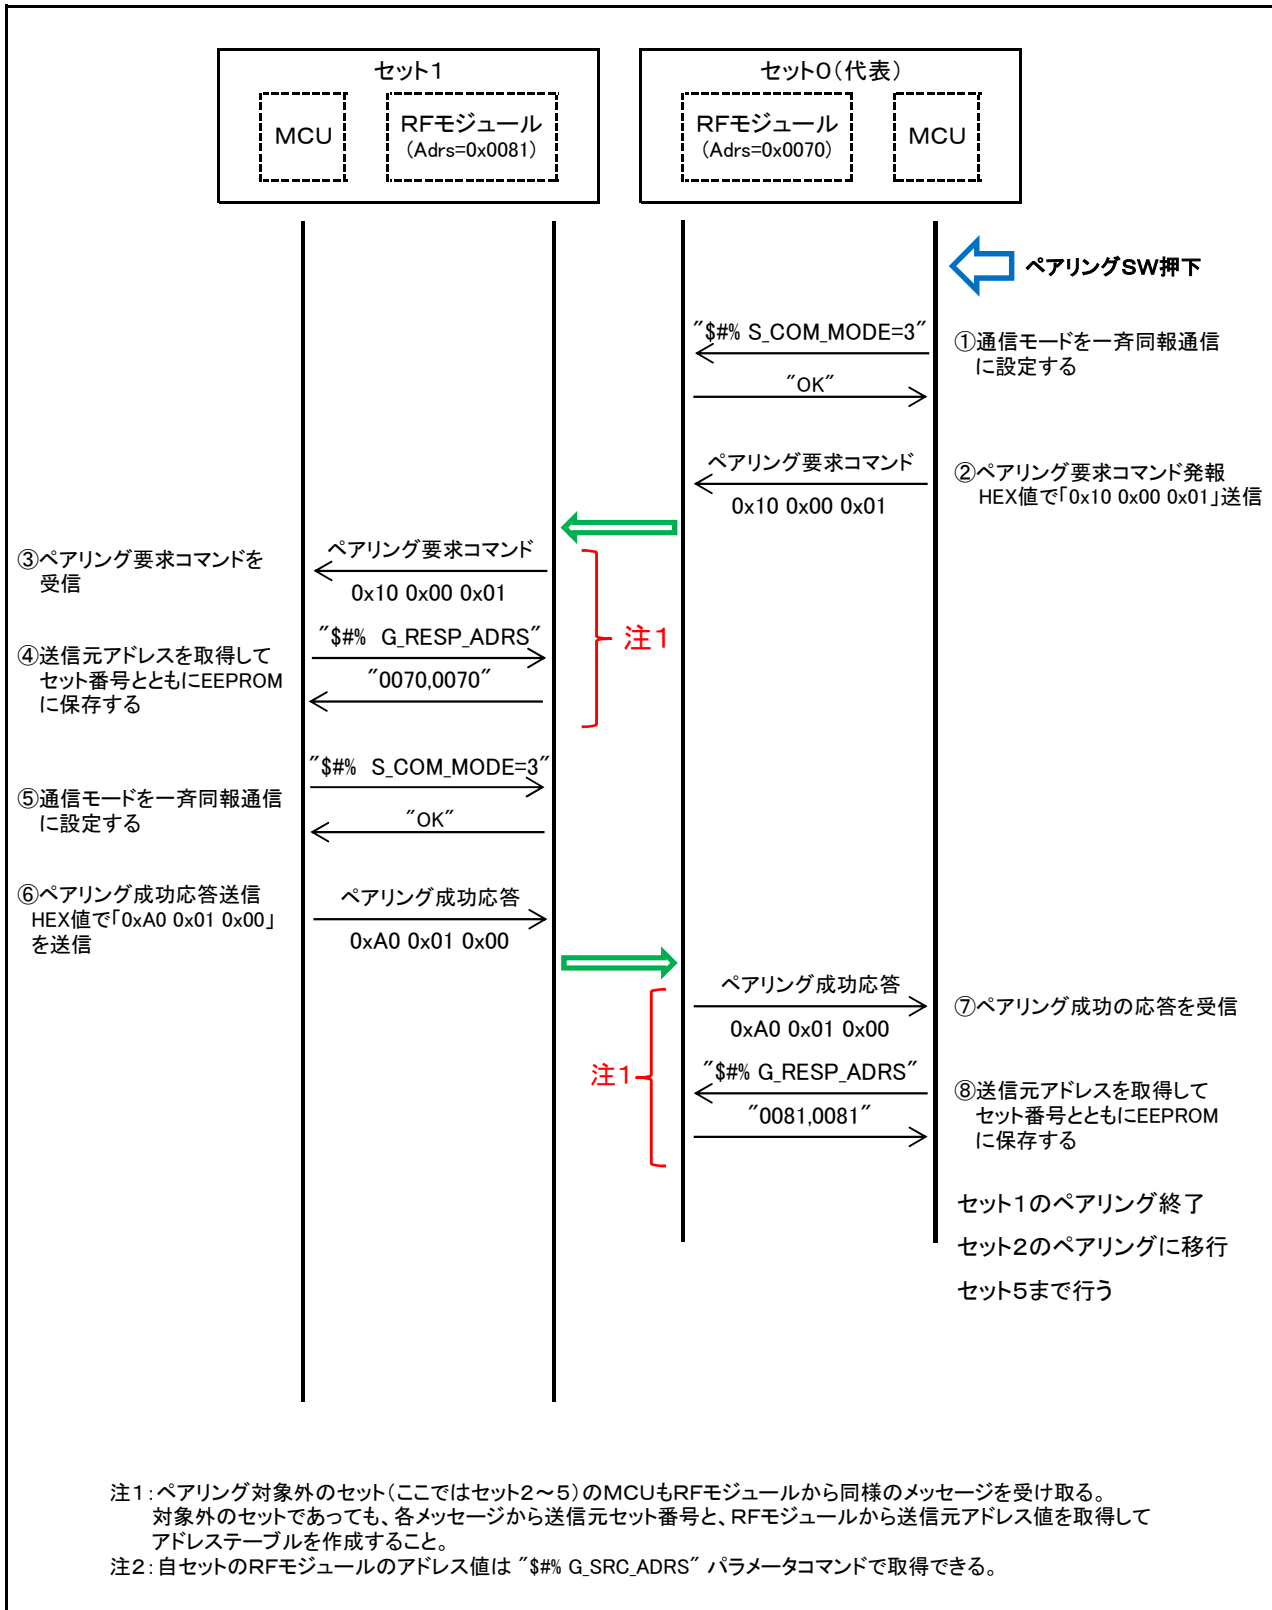 セット１
セット０（代表）
ＭＣＵ
ＲＦモジュール
(Adrs=0x0081)
ＲＦモジュール
(Adrs=0x0070)
ＭＣＵ
ペアリングＳＷ押下
"$#% S_COM_MODE=3"
"OK"
①通信モードを一斉同報通信
に設定する
ペアリング要求コマンド
0x10 0x00 0x01
②ペアリング要求コマンド発報
HEX値で「0x10 0x00 0x01」送信
③ペアリング要求コマンドを
受信
ペアリング要求コマンド
0x10 0x00 0x01
"$#%  G_RESP_ADRS"
"0070,0070"
注１
④送信元アドレスを取得して
セット番号とともにEEPROM
に保存する
"$#%  S_COM_MODE=3"
"OK"
⑤通信モードを一斉同報通信
に設定する
⑥ペアリング成功応答送信
HEX値で「0xA0 0x01 0x00」
を送信
ペアリング成功応答
0xA0 0x01 0x00
ペアリング成功応答
0xA0 0x01 0x00
⑦ペアリング成功の応答を受信
注１
"$#% G_RESP_ADRS"
"0081,0081"
⑧送信元アドレスを取得して
セット番号とともにEEPROM
に保存する
セット１のペアリング終了
セット２のペアリングに移行
セット５まで行う
注１：ペアリング対象外のセット（ここではセット２～５）のＭＣＵもＲＦモジュールから同様のメッセージを受け取る。
対象外のセットであっても、各メッセージから送信元セット番号と、ＲＦモジュールから送信元アドレス値を取得して
アドレステーブルを作成すること。
注２：自セットのＲＦモジュールのアドレス値は "$#% G_SRC_ADRS" パラメータコマンドで取得できる。